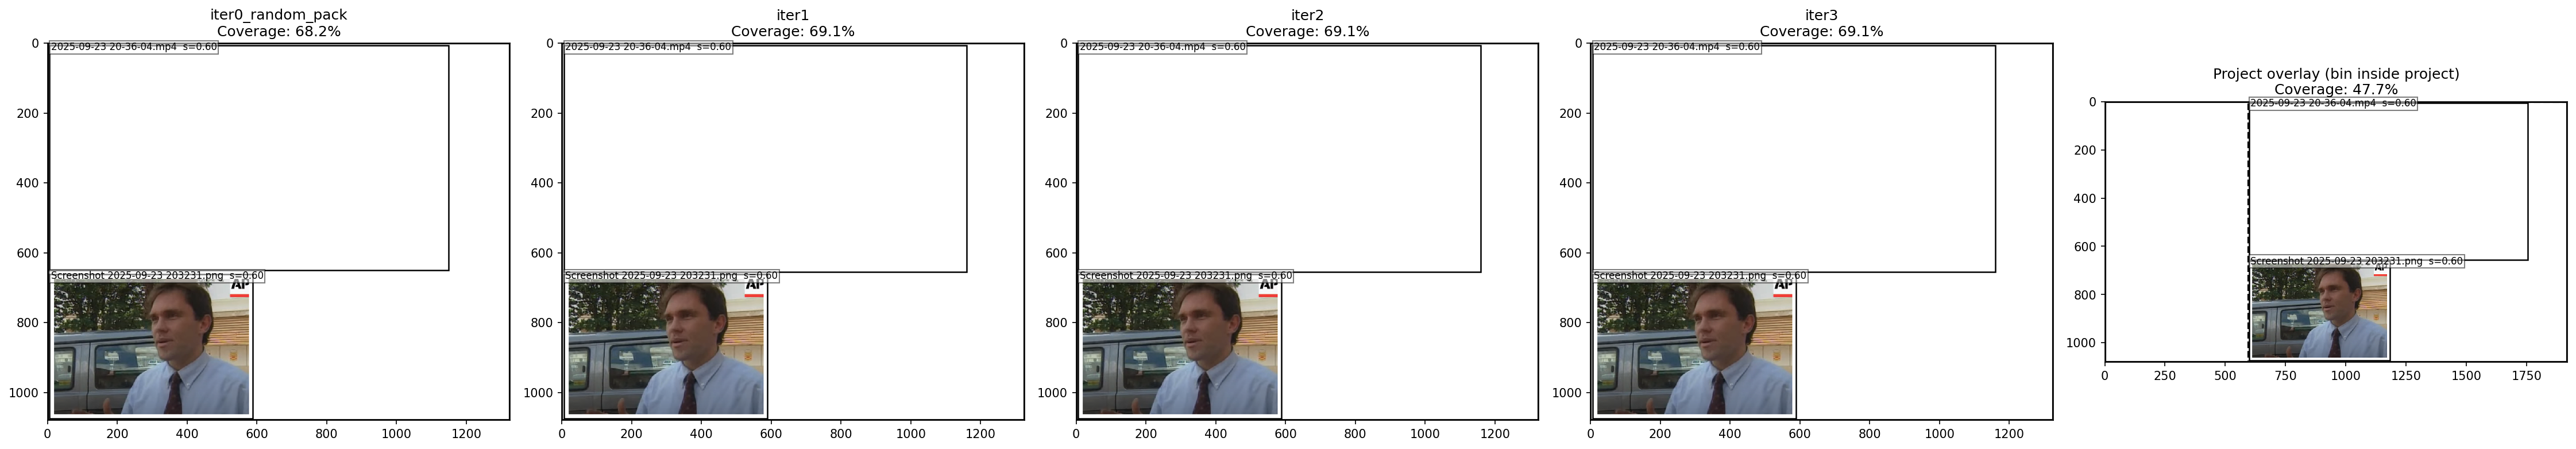 iter0_random_pack
Coverage: 68.2%
0
200
400
600
800
1000
2025-09-23 20-36-04.mp4 s=0.60
Screenshot 2025-09-23 203231.png s=0.60
AP
0
200
400
600
800
1000
1200
iter1
Coverage: 69.1%
0
200
400
600
800
1000
2025-09-23 20-36-04.mp4 s=0.60
Screenshot 2025-09-23 203231.png s=0.60
AP
0
200
400
600
800
1000
1200
iter2
Coverage: 69.1%
0
200
400
600
800
1000
2025-09-23 20-36-04.mp4 s=0.60
Screenshot 2025-09-23 203231.png s=0.60
AP
0
200
400
600
800
1000
1200
iter3
Coverage: 69.1%
0
200
400
600
800
1000
2025-09-23 20-36-04.mp4 s=0.60
Screenshot 2025-09-23 203231.png s=0.60
AP
0
200
400
600
800
1000
1200
Project overlay (bin inside project)
Coverage: 47.7%
0
200
400
600
800
1000
2025-09-23 20-36-04.mp4 s=0.60
Screenshot 2025-09-23 203231.png s=0.60
AP
0
250
500
750
1000
1250
1500
1750